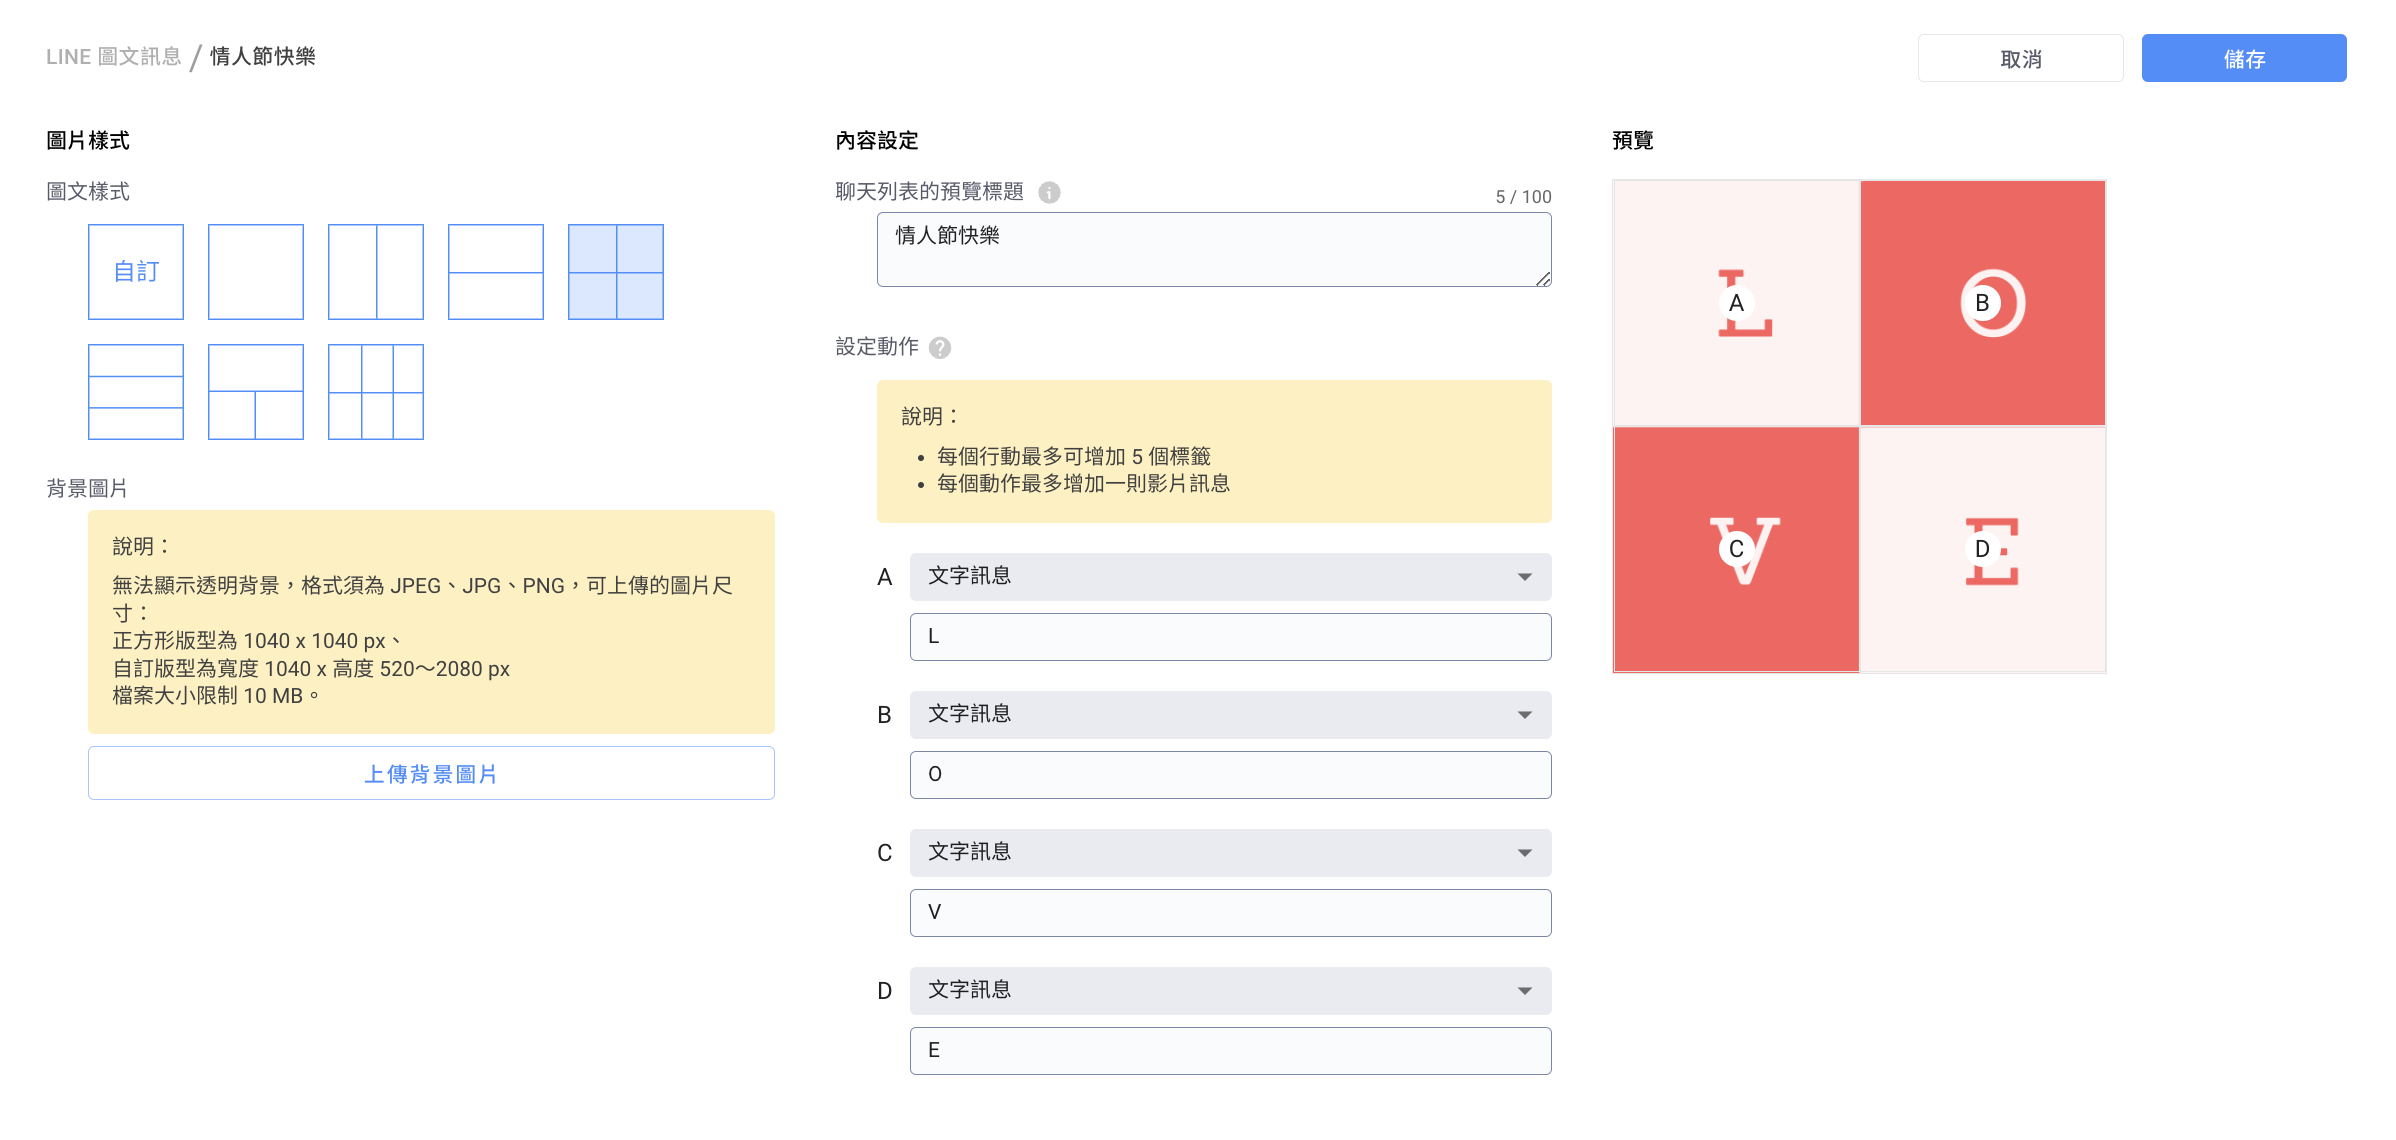 LINE 圖文訊息 / 情人節快樂
取消
儲存
圖片樣式
圖文樣式
自訂
背景圖片
說明：
無法顯示透明背景，格式須為 JPEG、JPG、PNG，可上傳的圖片尺
寸：
正方形版型為 1040 x 1040 px、
自訂版型為寬度 1040 x 高度 520～2080 px
檔案大小限制 10 MB。
上傳背景圖片
內容設定
聊天列表的預覽標題
5 / 100
情人節快樂
設定動作
說明：
• 每個行動最多可增加 5 個標籤
• 每個動作最多增加一則影片訊息
A 文字訊息
L
B 文字訊息
O
C 文字訊息
V
D 文字訊息
E
預覽
L A
O B
V C
E D